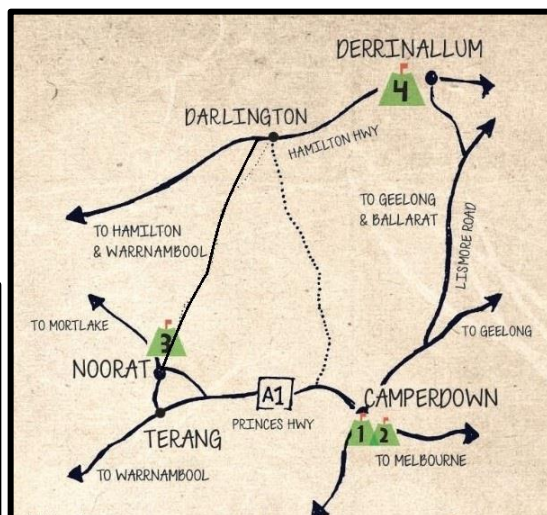 DERRINALLUM
4
DARLINGTON
HAMILTON HWY
TO GEELONG
& BALLARAT
TO HAMILTON
& WARRNAMBOOL
LISMORE ROAD
TO MORTLAKE
3
TO GEELONG
NOORAT
A1
CAMPERDOWN
PRINCES HWY
1 2
TERANG
TO MELBOURNE
TO WARRNAMBOOL